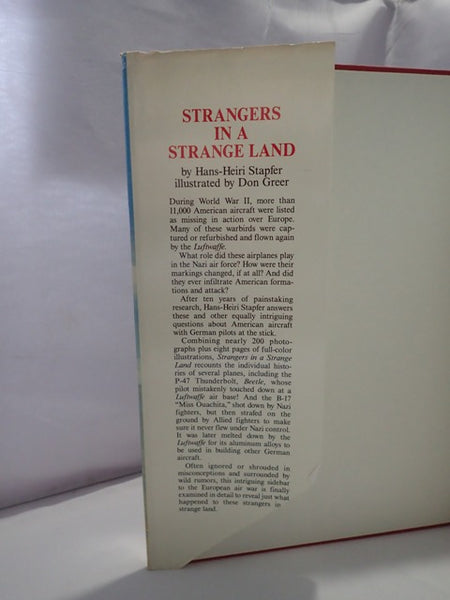 STRANGERS
IN A
STRANGE LAND
by Hans-Heiri Stapfer
illustrated by Don Greer
During World War II, more than
11,000 American aircraft were listed
as missing in action over Europe.
Many of these warbirds were cap-
tured or refurbished and flown again
by the Luftwaffe.
What role did these airplanes play
in the Nazi air force? How were their
markings changed, if at all? And did
they ever infiltrate American forma-
tions and attack?
After ten years of painstaking
research, Hans-Heiri Stapfer answers
these and other equally intriguing
questions about American aircraft
with German pilots at the stick.
Combining nearly 200 photo-
graphs plus eight pages of full-color
illustrations, Strangers in a Strange
Land recounts the individual histo-
ries of several planes, including the
P-47 Thunderbolt, Beetle, whose
pilot mistakenly touched down at a
Luftwaffe air base! And the B-17
"Miss Ouachita," shot down by Nazi
fighters, but then strafed on the
ground by Allied fighters to make
sure it never flew under Nazi control.
It was later melted down by the
Luftwaffe for its aluminum alloys to
be used in building other German
aircraft.
Often ignored or shrouded in
misconceptions and surrounded by
wild rumors, this intriguing sidebar
to the European air war is finally
examined in detail to reveal just what
happened to these strangers in a
strange land.